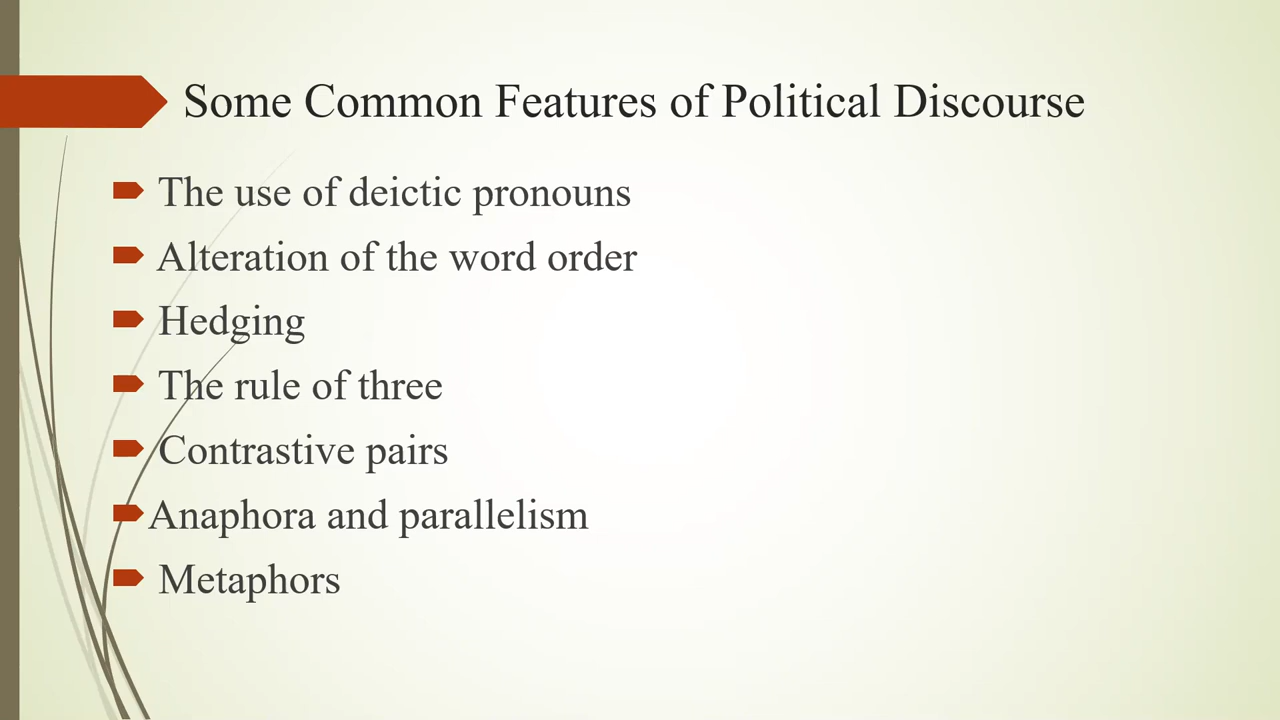 Some Common Features of Political Discourse
The use of deictic pronouns
Alteration of the word order
Hedging
The rule of three
Contrastive pairs
Anaphora and parallelism
Metaphors